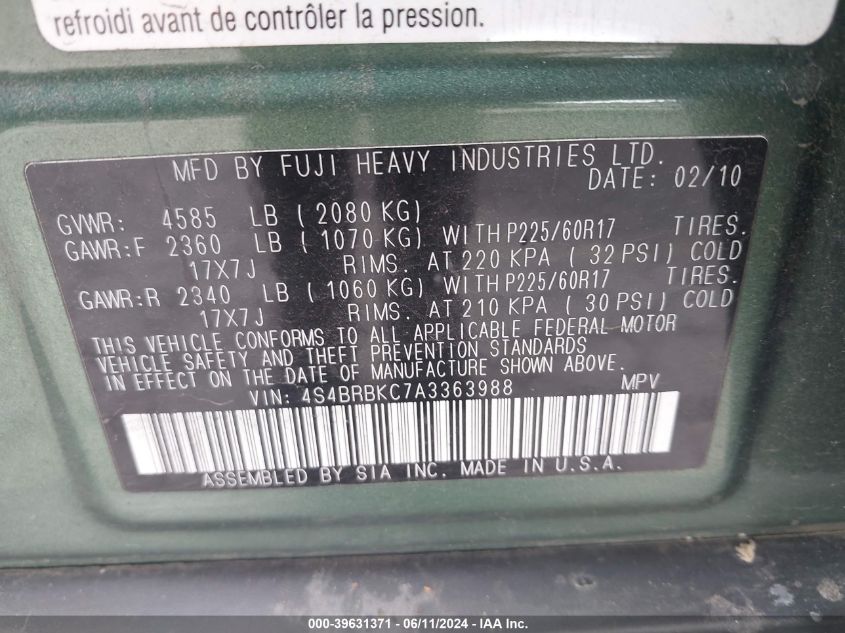 refroidi avant de contrôler la pression.
MFD BY FUJI HEAVY INDUSTRIES LTD.
DATE: 02/10
GVWR: 4585 LB ( 2080 KG)
GAWR:F 2360 LB ( 1070 KG) WITH P225/60R17 TIRES.
17X7J RIMS. AT 220 KPA ( 32 PSI) COLD
GAWR:R 2340 LB ( 1060 KG) WITH P225/60R17 TIRES.
17X7J RIMS. AT 210 KPA ( 30 PSI) COLD
THIS VEHICLE CONFORMS TO ALL APPLICABLE FEDERAL MOTOR
VEHICLE SAFETY AND THEFT PREVENTION STANDARDS
IN EFFECT ON THE DATE OF MANUFACTURE SHOWN ABOVE.
VIN: 4S4BRBKC7A3363988 MPV
ASSEMBLED BY SIA INC. MADE IN U.S.A.
000-39631371 - 06/11/2024 - IAAI.com